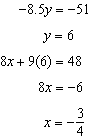 -8.5y = -51
y = 6
8x + 9(6) = 48
8x = -6
x = -3/4